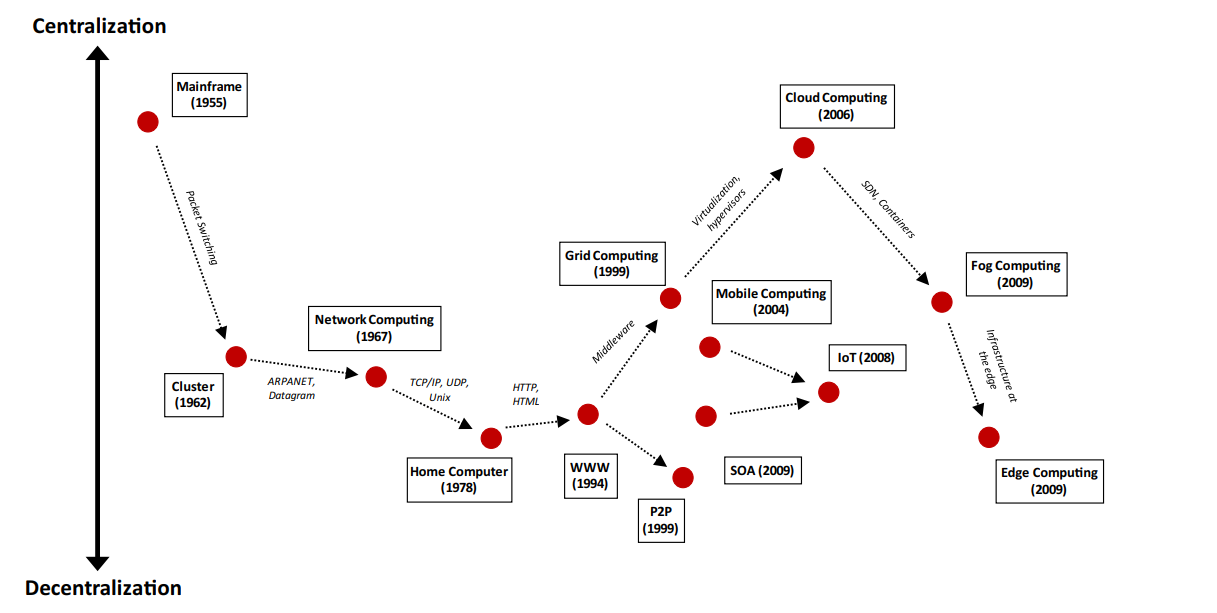 Centralization
Mainframe
(1955)
Cloud Computing
(2006)
Packet Switching
Virtualization,
hypervisors
SDN, Containers
Grid Computing
(1999)
Fog Computing
(2009)
Mobile Computing
(2004)
Network Computing
(1967)
Middleware
IoT (2008)
Infrastructure at
the edge
Cluster
(1962)
ARPANET,
Datagram
TCP/IP, UDP,
Unix
HTTP,
HTML
Home Computer
(1978)
WWW
(1994)
SOA (2009)
Edge Computing
(2009)
P2P
(1999)
Decentralization